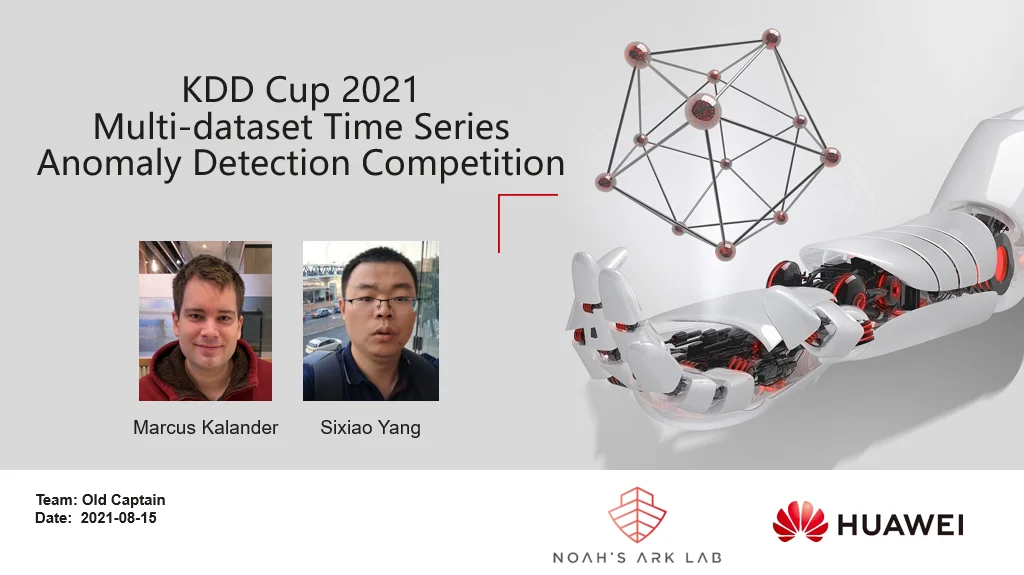 KDD Cup 2021
Multi-dataset Time Series
Anomaly Detection Competition
Marcus Kalander
Sixiao Yang
Team: Old Captain
Date: 2021-08-15
NOAH'S ARK LAB
HUAWEI